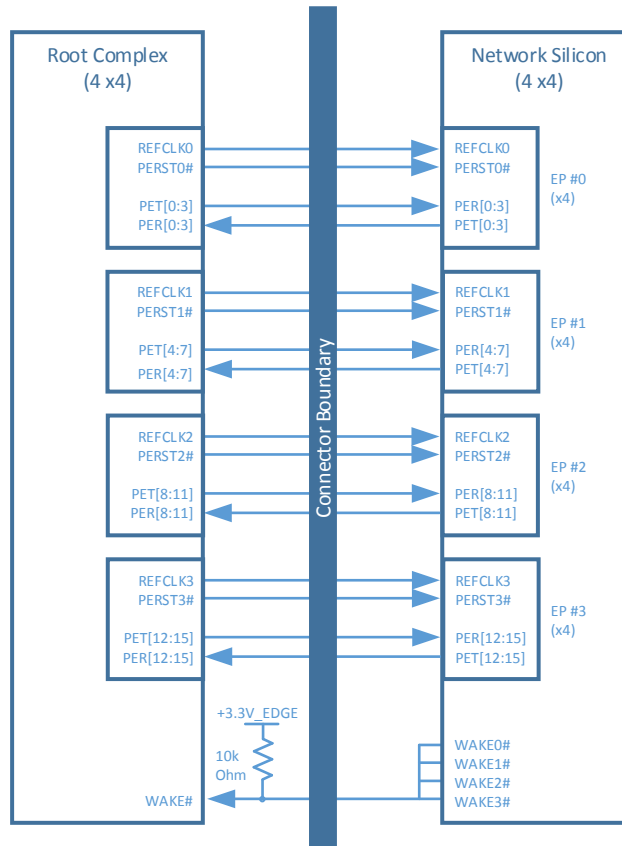 Root Complex
(4 x4)
REFCLK0
PERST0#
PET[0:3]
PER[0:3]
REFCLK1
PERST1#
PET[4:7]
PER[4:7]
REFCLK2
PERST2#
PET[8:11]
PER[8:11]
REFCLK3
PERST3#
PET[12:15]
PER[12:15]
+3.3V_EDGE
10k
Ohm
WAKE#
Connector Boundary
Network Silicon
(4 x4)
REFCLK0
PERST0#
PER[0:3]
PET[0:3]
EP #0
(x4)
REFCLK1
PERST1#
PER[4:7]
PET[4:7]
EP #1
(x4)
REFCLK2
PERST2#
PER[8:11]
PET[8:11]
EP #2
(x4)
REFCLK3
PERST3#
PER[12:15]
PET[12:15]
EP #3
(x4)
WAKE0#
WAKE1#
WAKE2#
WAKE3#